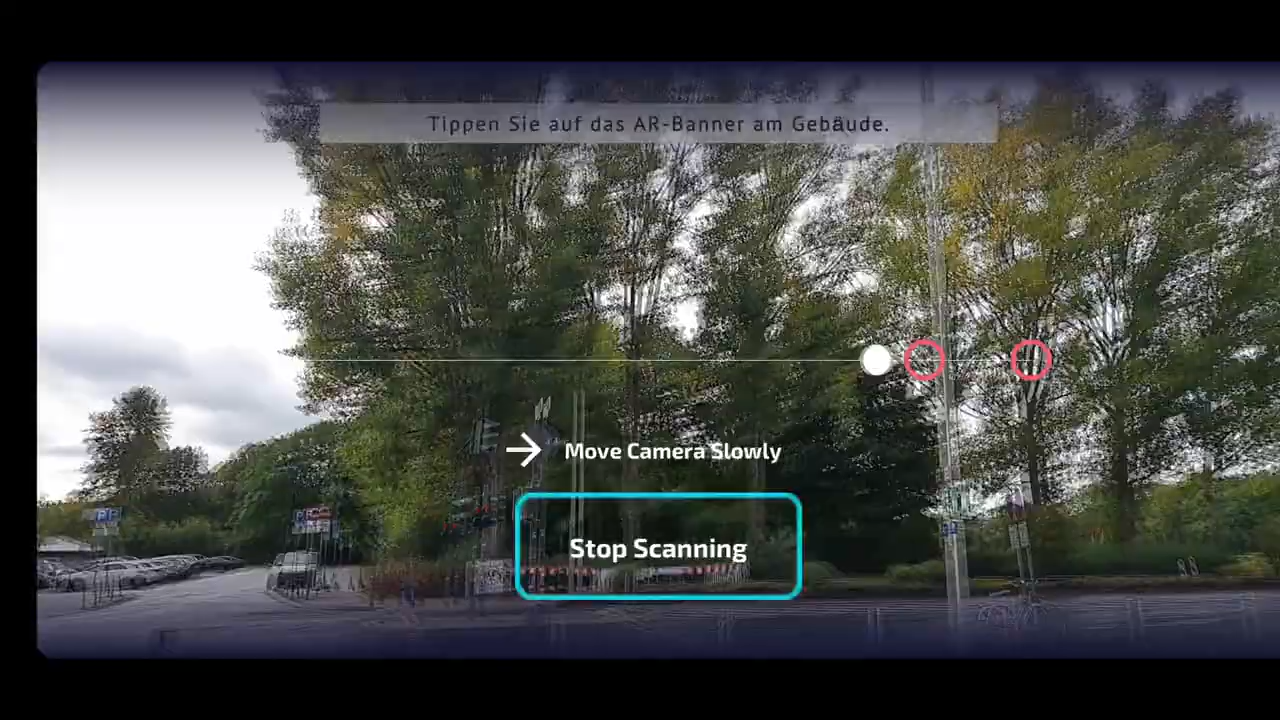 Tippen Sie auf das AR-Banner am Gebäude.
Move Camera Slowly
Stop Scanning